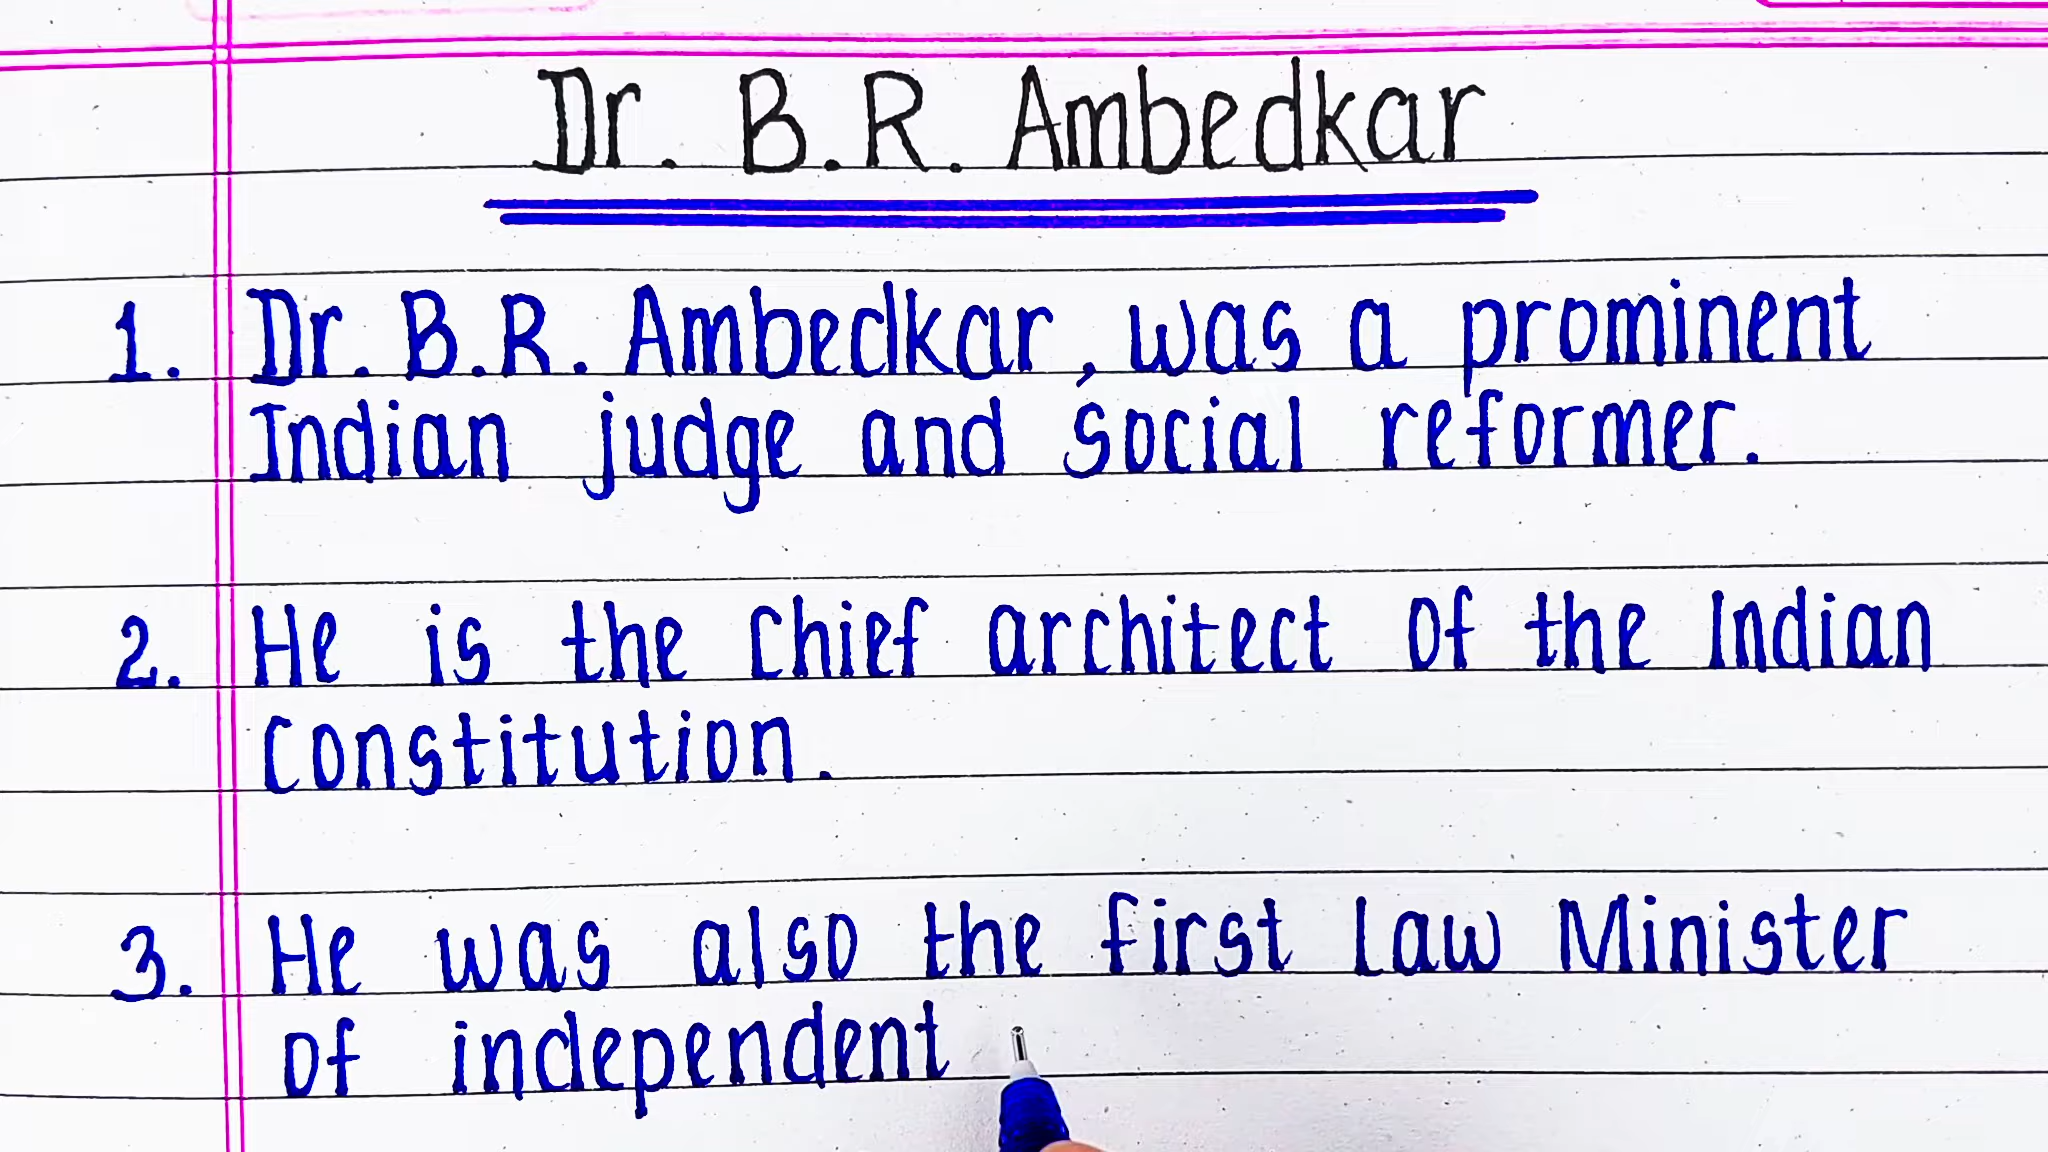 Dr. B.R. Ambedkar
1. Dr. B.R. Ambedkar, was a prominent
Indian judge and social reformer.
2. He is the chief architect of the Indian
constitution.
3. He was also the first Law Minister
of independent